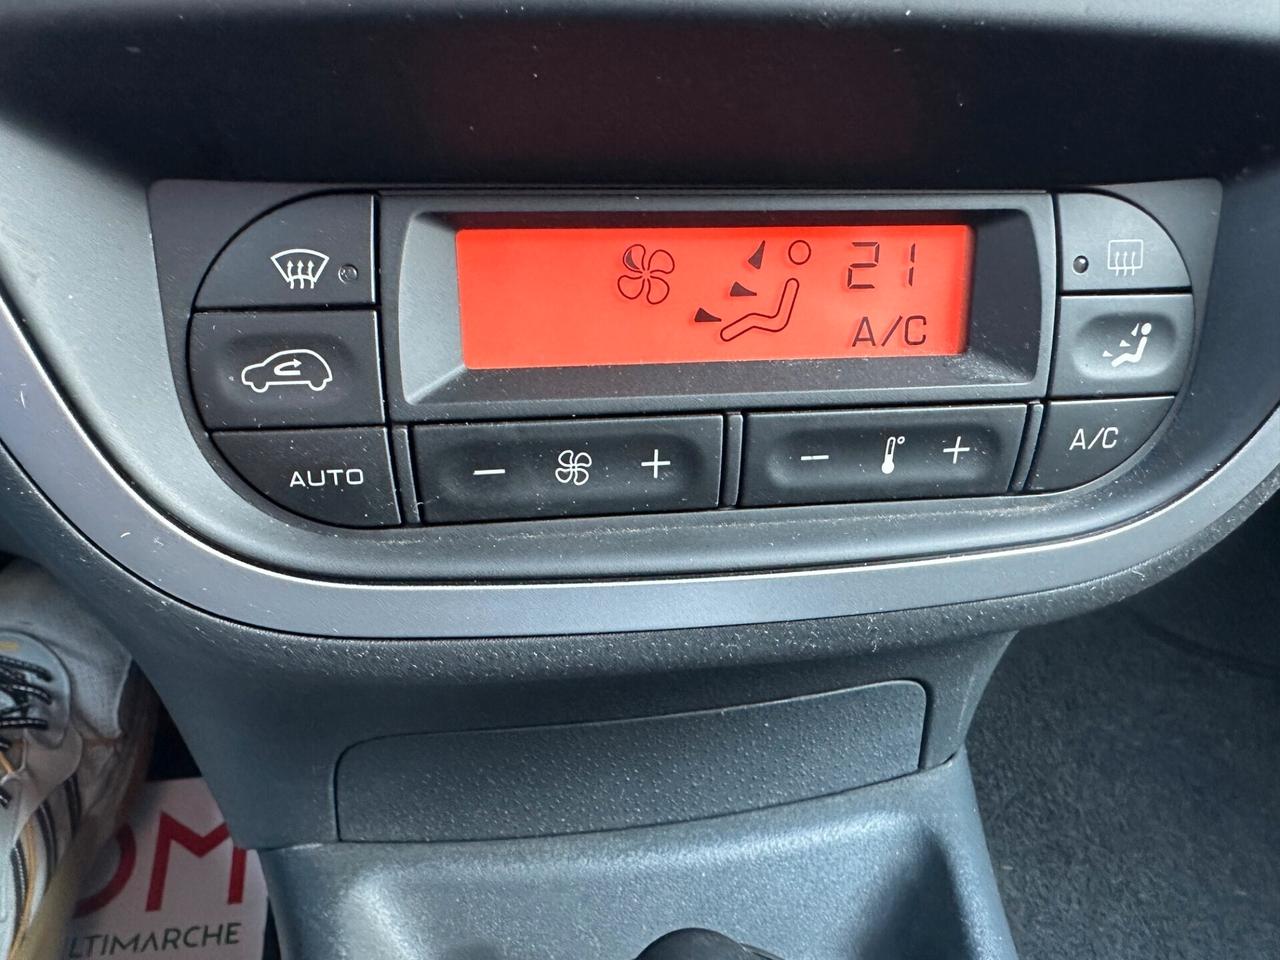 21
A/C
AUTO
- +
- +
A/C
OM
LTIMARCHE